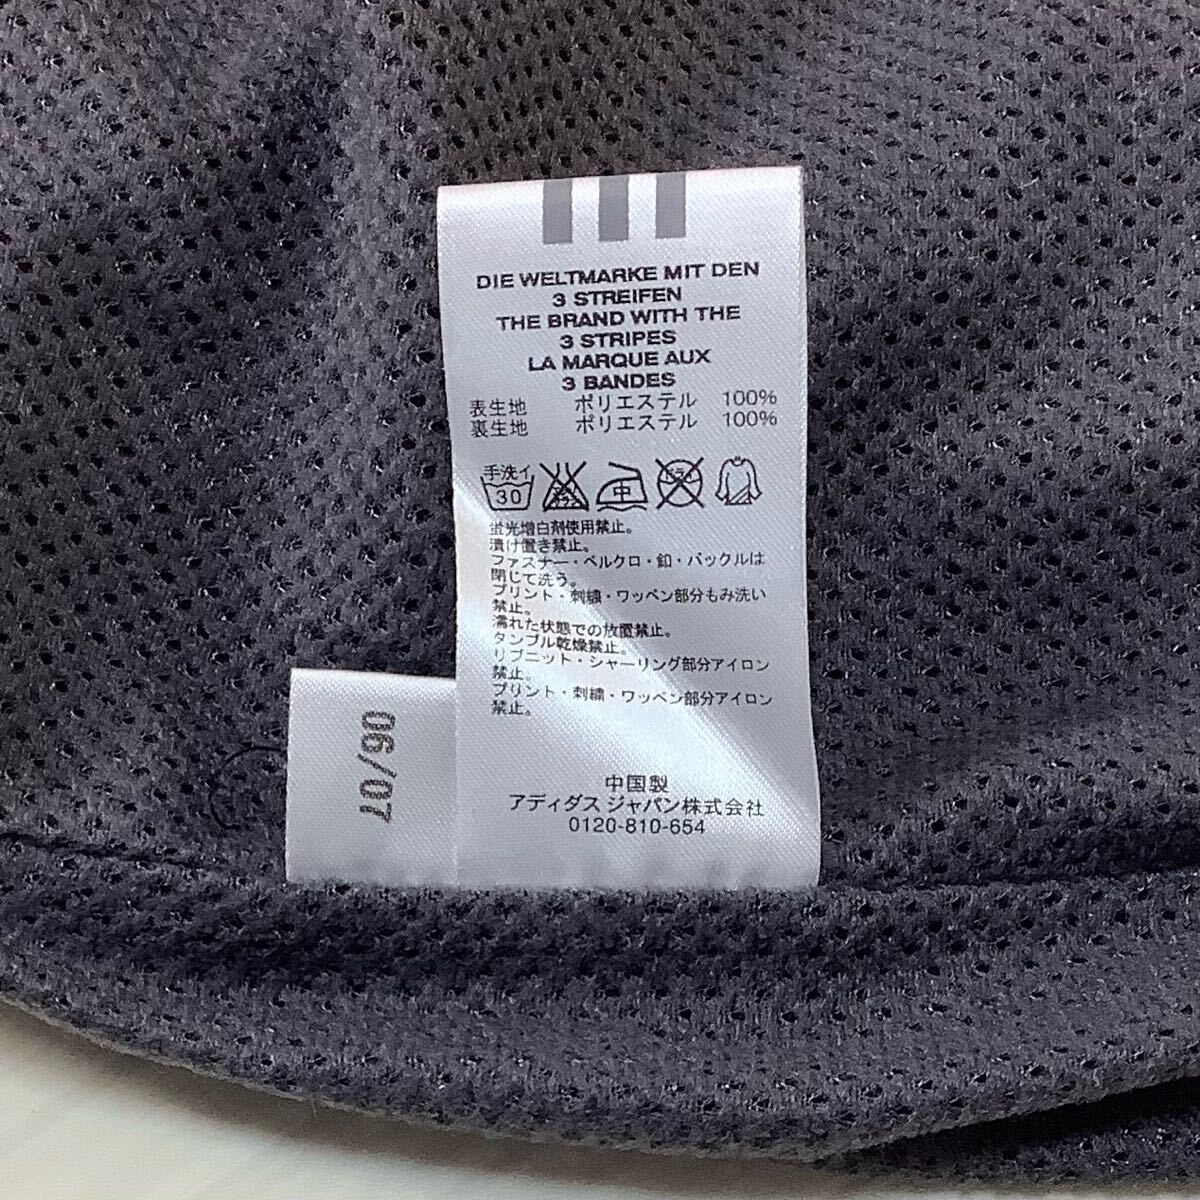 DIE WELTMARKE MIT DEN
3 STREIFEN
THE BRAND WITH THE
3 STRIPES
LA MARQUE AUX
3 BANDES
表生地 ポリエステル 100%
裏生地 ポリエステル 100%
手洗イ
30
中
蛍光増白剤使用禁止。
漬け置き禁止。
ファスナー・ベルクロ・釦・バックルは
閉じて洗う。
プリント・刺繍・ワッペン部分もみ洗い
禁止。
濡れた状態での放置禁止。
タンブル乾燥禁止。
リブニット・シャーリング部分アイロン
禁止。
プリント・刺繍・ワッペン部分アイロン
禁止。
中国製
アディダス ジャパン株式会社
0120-810-654
06/07